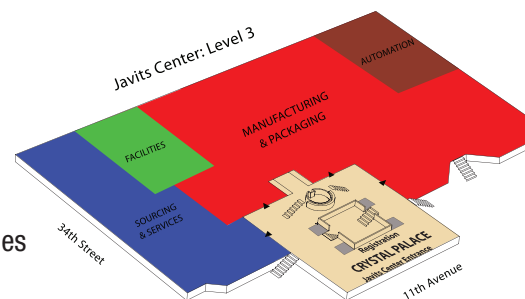 Javits Center: Level 3
AUTOMATION
MANUFACTURING
& PACKAGING
FACILITIES
SOURCING
& SERVICES
34th Street
es
Registration
CRYSTAL PALACE
Javits Center Entrance
11th Avenue